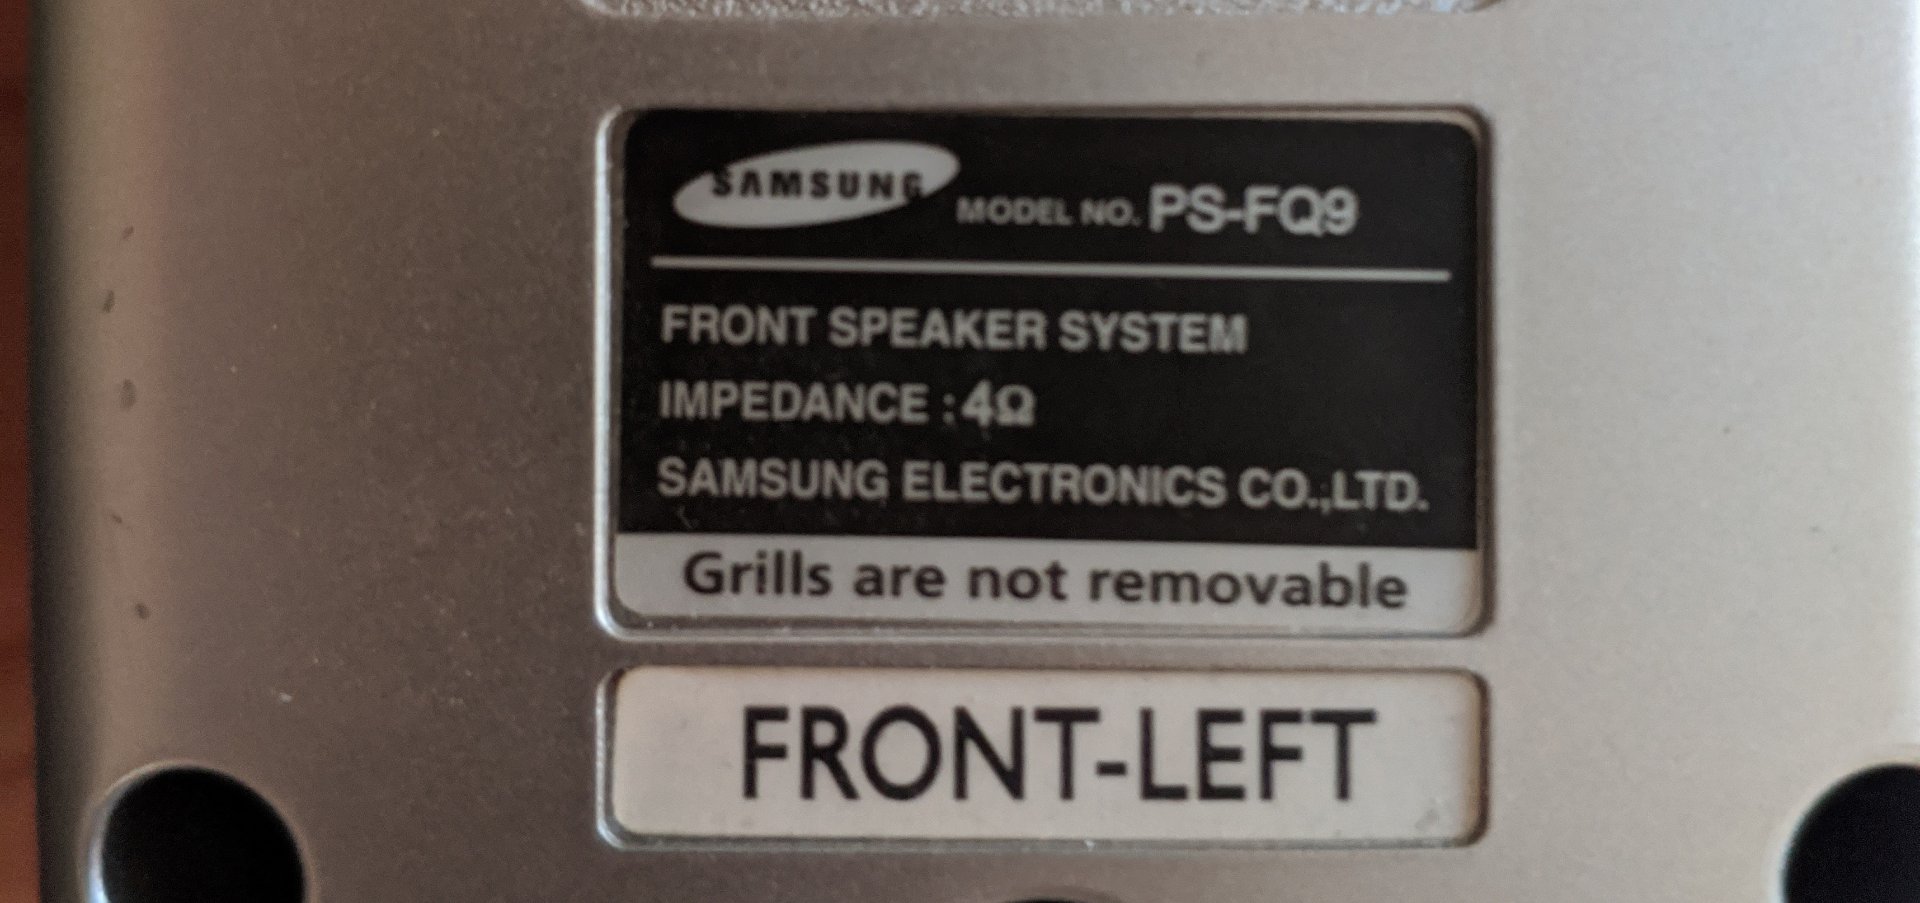 SAMSUNG MODEL NO. PS-FQ9
FRONT SPEAKER SYSTEM
IMPEDANCE : 4Ω
SAMSUNG ELECTRONICS CO.,LTD.
Grills are not removable
FRONT-LEFT